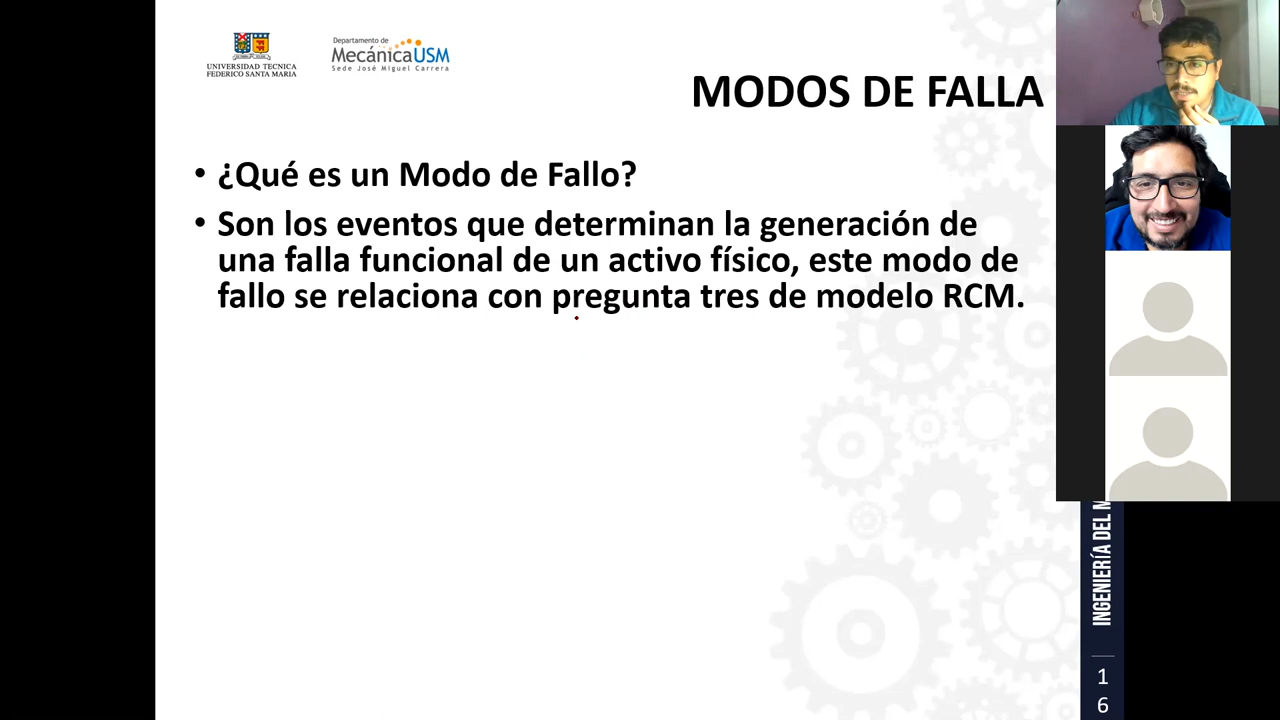 UNIVERSIDAD TECNICA
FEDERICO SANTA MARIA
Departamento de
MecánicaUSM
Sede José Miguel Carrera
MODOS DE FALLA
• ¿Qué es un Modo de Fallo?
• Son los eventos que determinan la generación de
una falla funcional de un activo físico, este modo de
fallo se relaciona con pregunta tres de modelo RCM.
INGENIERÍA DEL
1
6